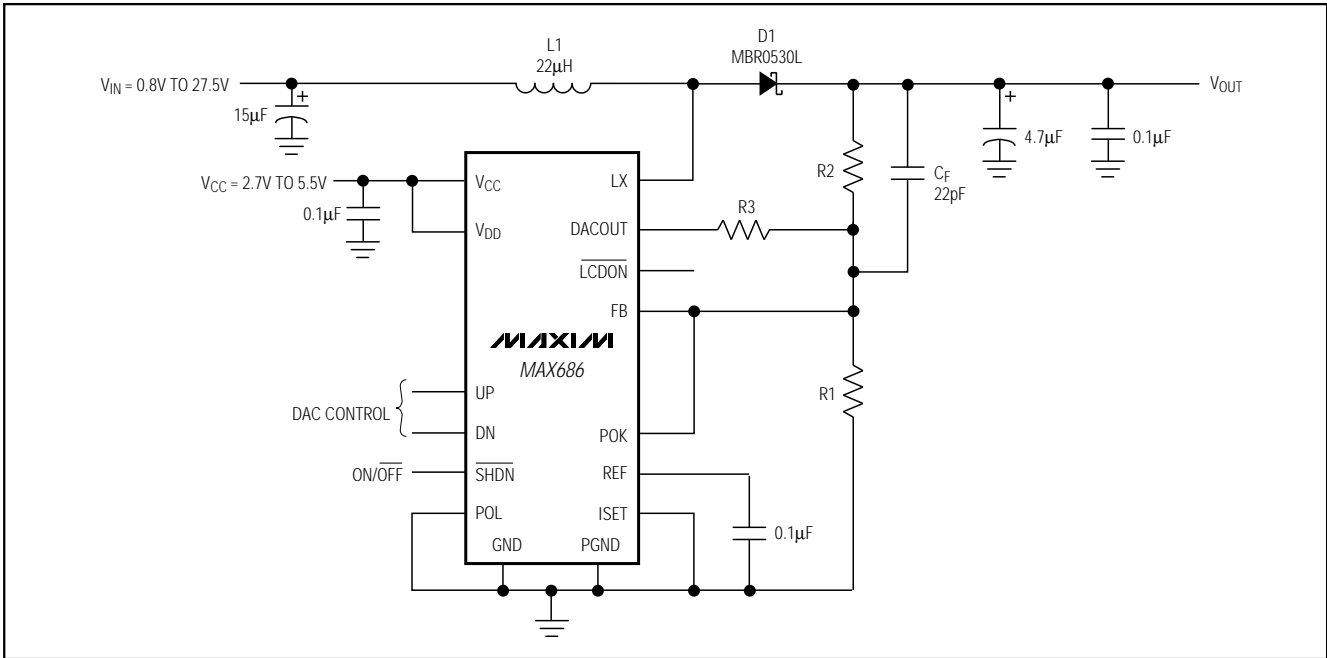 L1
22µH
D1
MBR0530L
VIN = 0.8V TO 27.5V
VOUT
15µF
4.7µF
0.1µF
R2
CF
22pF
VCC = 2.7V TO 5.5V
0.1µF
VCC
LX
VDD
DACOUT
R3
LCDON
FB
MAXIM
MAX686
R1
DAC CONTROL
UP
DN
POK
ON/OFF
SHDN
REF
POL
ISET
0.1µF
GND
PGND